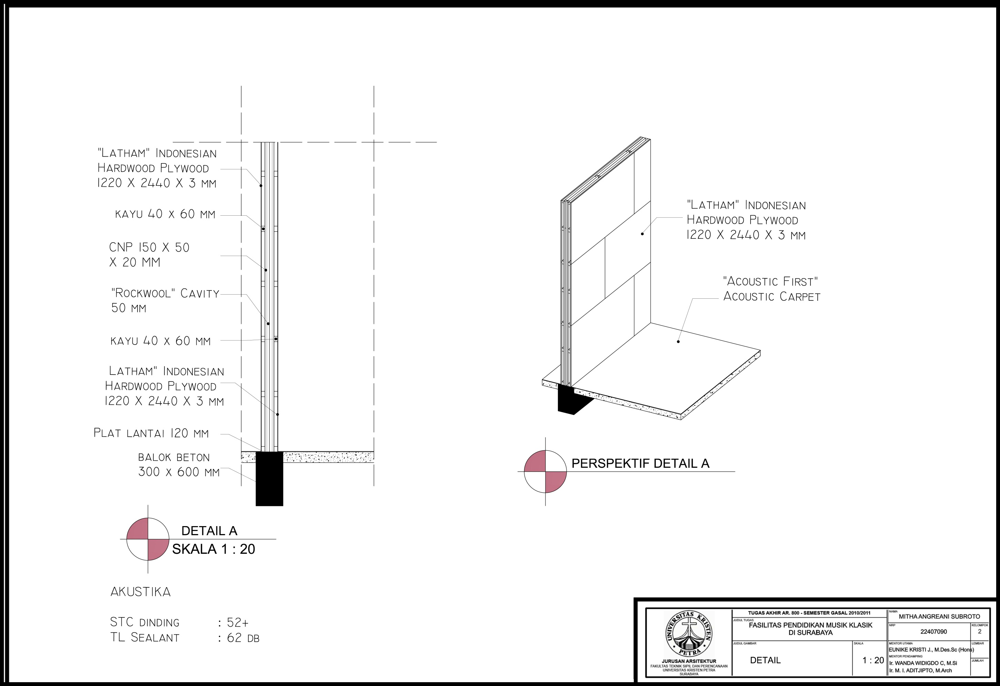 "LATHAM" INDONESIAN
HARDWOOD PLYWOOD
1220 X 2440 X 3 MM
KAYU 40 X 60 MM
CNP 150 X 50
X 20 MM
"ROCKWOOL" CAVITY
50 MM
KAYU 40 X 60 MM
LATHAM" INDONESIAN
HARDWOOD PLYWOOD
1220 X 2440 X 3 MM
PLAT LANTAI 120 MM
BALOK BETON
300 X 600 MM
DETAIL A
SKALA 1 : 20
AKUSTIKA
STC DINDING : 52+
TL SEALANT : 62 DB
"LATHAM" INDONESIAN
HARDWOOD PLYWOOD
1220 X 2440 X 3 MM
"ACOUSTIC FIRST"
ACOUSTIC CARPET
PERSPEKTIF DETAIL A
UNIVERSITAS KRISTEN
PETRA
JURUSAN ARSITEKTUR
FAKULTAS TEKNIK SIPIL DAN PERENCANAAN
UNIVERSITAS KRISTEN PETRA
SURABAYA
TUGAS AKHIR AR. 800 - SEMESTER GASAL 2010/2011
JUDUL TUGAS
FASILITAS PENDIDIKAN MUSIK KLASIK
DI SURABAYA
JUDUL GAMBAR
DETAIL
SKALA
1 : 20
NAMA
MITHA ANGREANI SUBROTO
NRP
22407090
KELOMPOK
2
MENTOR UTAMA
EUNIKE KRISTI J., M.Des.Sc (Hons)
MENTOR PENDAMPING
Ir. WANDA WIDIGDO C, M.Si
Ir. M. I. ADITJIPTO, M.Arch
LEMBAR
JUMLAH